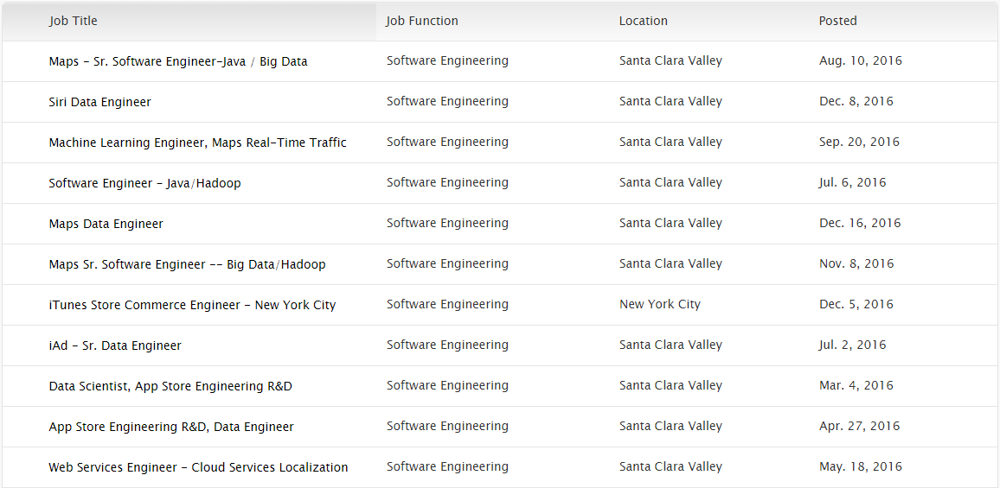 Job Title Job Function Location Posted
Maps - Sr. Software Engineer-Java / Big Data Software Engineering Santa Clara Valley Aug. 10, 2016
Siri Data Engineer Software Engineering Santa Clara Valley Dec. 8, 2016
Machine Learning Engineer, Maps Real-Time Traffic Software Engineering Santa Clara Valley Sep. 20, 2016
Software Engineer - Java/Hadoop Software Engineering Santa Clara Valley Jul. 6, 2016
Maps Data Engineer Software Engineering Santa Clara Valley Dec. 16, 2016
Maps Sr. Software Engineer -- Big Data/Hadoop Software Engineering Santa Clara Valley Nov. 8, 2016
iTunes Store Commerce Engineer - New York City Software Engineering New York City Dec. 5, 2016
iAd - Sr. Data Engineer Software Engineering Santa Clara Valley Jul. 2, 2016
Data Scientist, App Store Engineering R&D Software Engineering Santa Clara Valley Mar. 4, 2016
App Store Engineering R&D, Data Engineer Software Engineering Santa Clara Valley Apr. 27, 2016
Web Services Engineer - Cloud Services Localization Software Engineering Santa Clara Valley May. 18, 2016